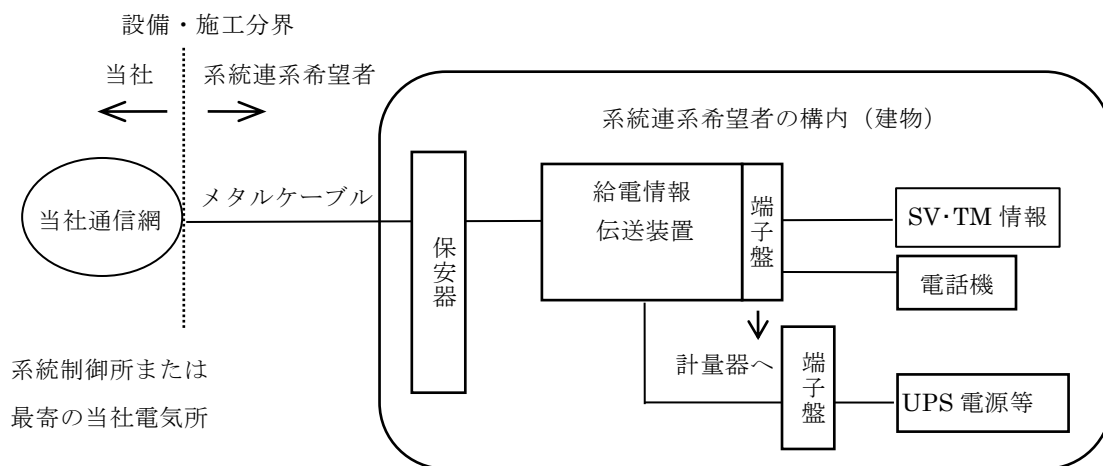 設備・施工分界
当社
系統連系希望者
系統連系希望者の構内（建物）
当社通信網
メタルケーブル
保安器
給電情報
伝送装置
端子盤
SV･TM 情報
電話機
計量器へ
端子盤
UPS 電源等
系統制御所または
最寄の当社電気所